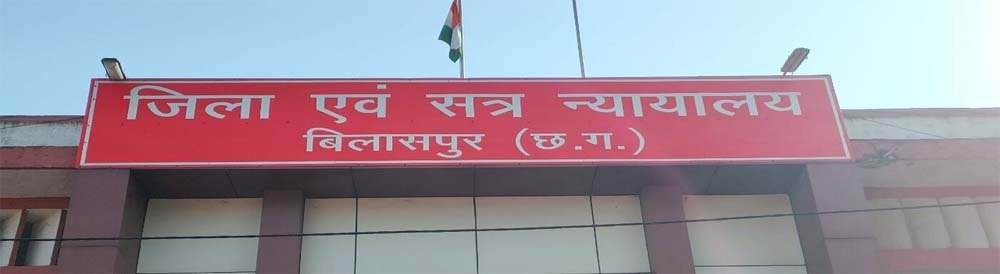 जिला एवं सत्र न्यायालय
बिलासपुर (छ.ग.)